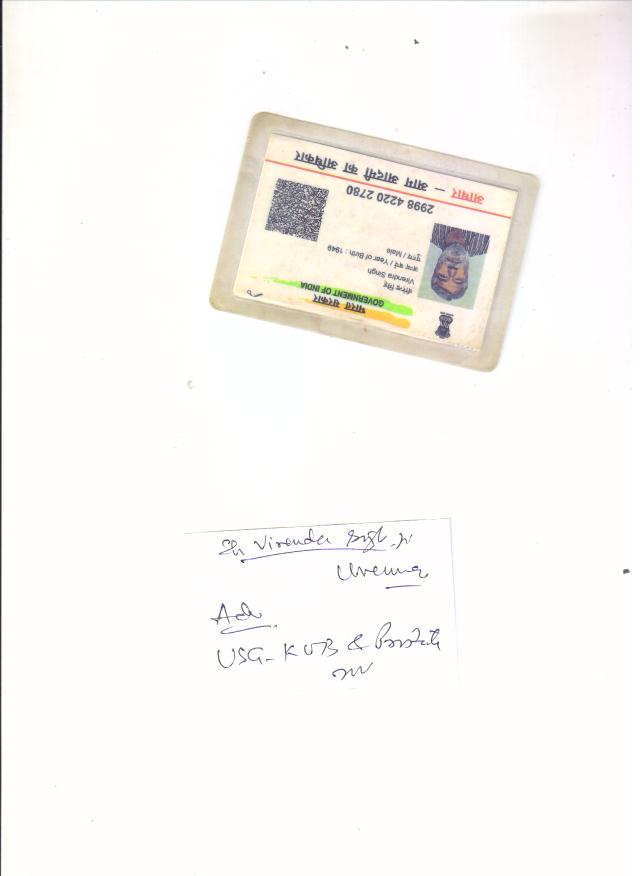 भारत सरकार
GOVERNMENT OF INDIA
Virendra Singh
जन्म वर्ष / Year of Birth : 1949
पुरुष / Male
2998 4220 2780
आधार – आम आदमी का अधिकार
Sh Virender Singh Ji
Adv
USG - KUB & Prostate